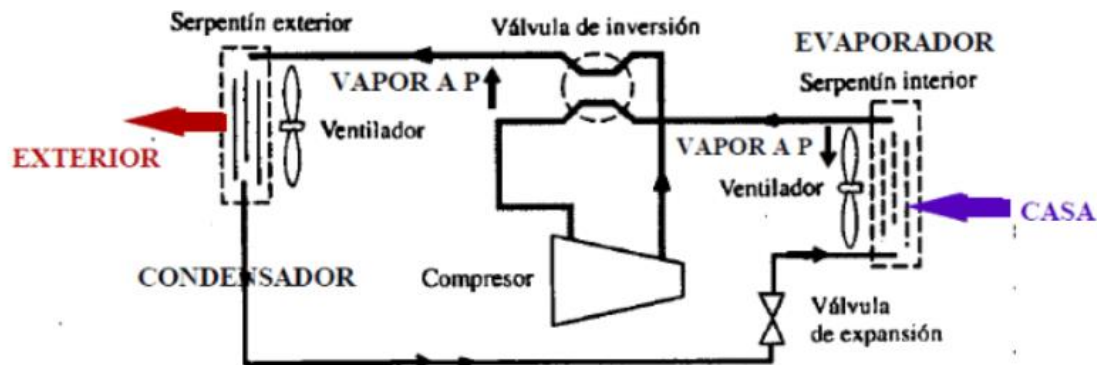 Serpentín exterior
Válvula de inversión
EVAPORADOR
Serpentín interior
VAPOR A P
Ventilador
EXTERIOR
VAPOR A P
Ventilador
CASA
CONDENSADOR
Compresor
Válvula
de expansión